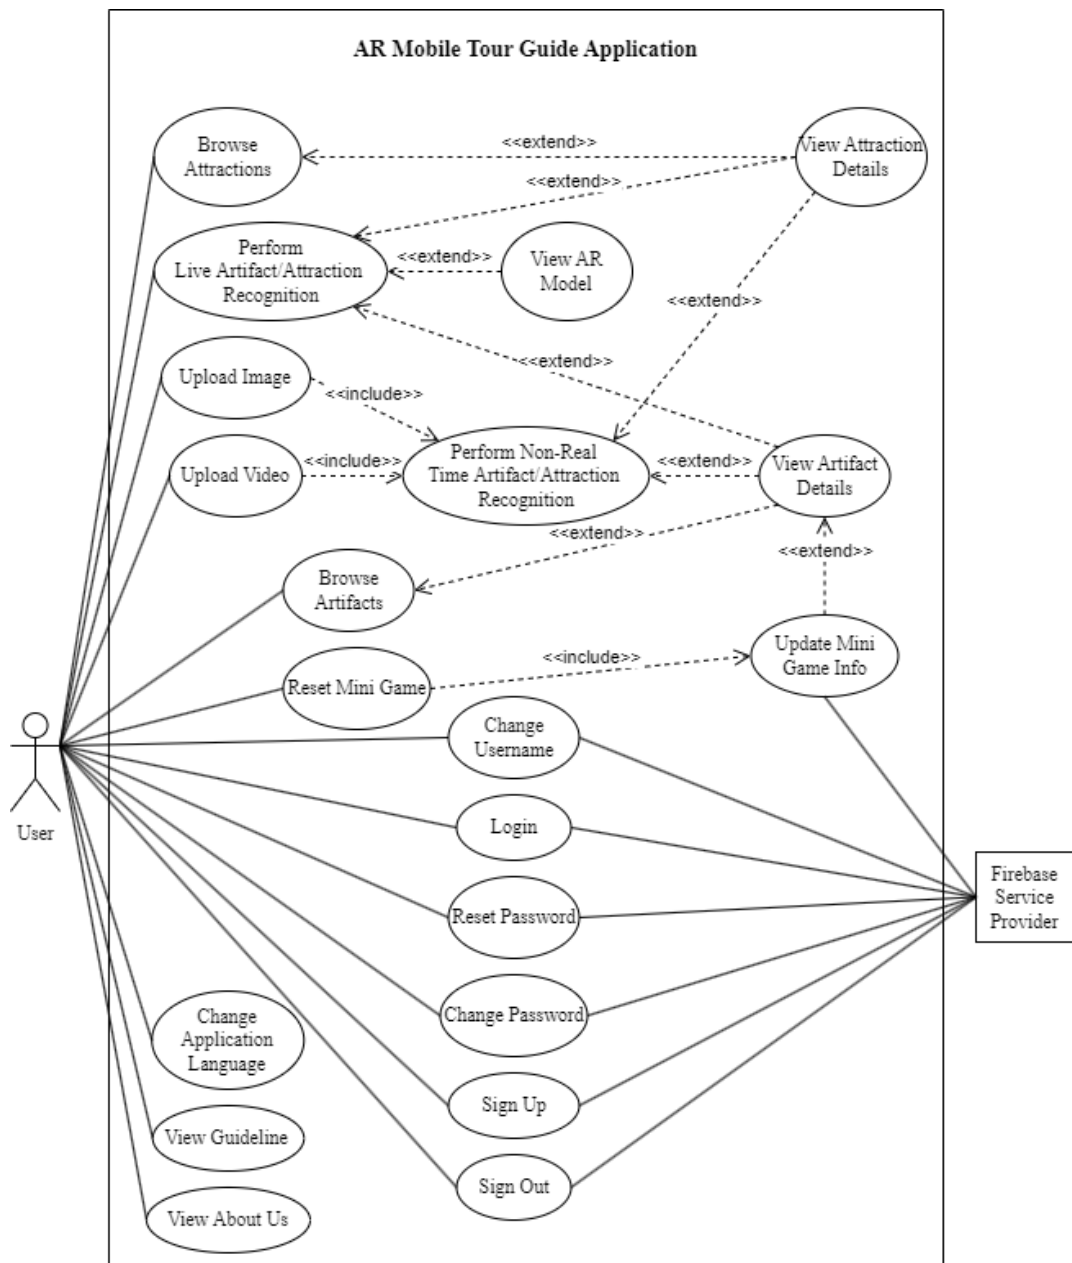 AR Mobile Tour Guide Application
Browse
Attractions
<<extend>>
View Attraction
Details
<<extend>>
Perform
Live Artifact/Attraction
Recognition
<<extend>>
View AR
Model
<<extend>>
<<extend>>
Upload Image
<<include>>
Perform Non-Real
Time Artifact/Attraction
Recognition
Upload Video
<<include>>
<<extend>>
View Artifact
Details
<<extend>>
<<extend>>
Browse
Artifacts
Update Mini
Game Info
<<include>>
Reset Mini Game
Change
Username
User
Login
Firebase
Service
Provider
Reset Password
Change Password
Change
Application
Language
Sign Up
View Guideline
Sign Out
View About Us